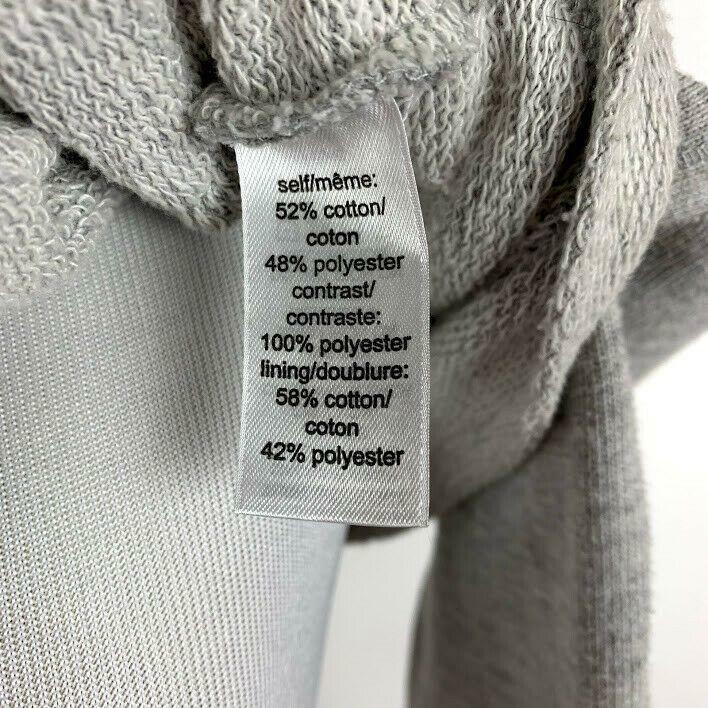 self/même:
52% cotton/
coton
48% polyester
contrast/
contraste:
100% polyester
lining/doublure:
58% cotton/
coton
42% polyester